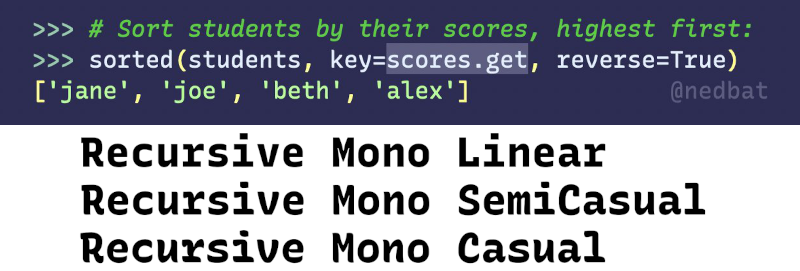 >>> # Sort students by their scores, highest first:
>>> sorted(students, key=scores.get, reverse=True)
['jane', 'joe', 'beth', 'alex']
@nedbat
Recursive Mono Linear
Recursive Mono SemiCasual
Recursive Mono Casual